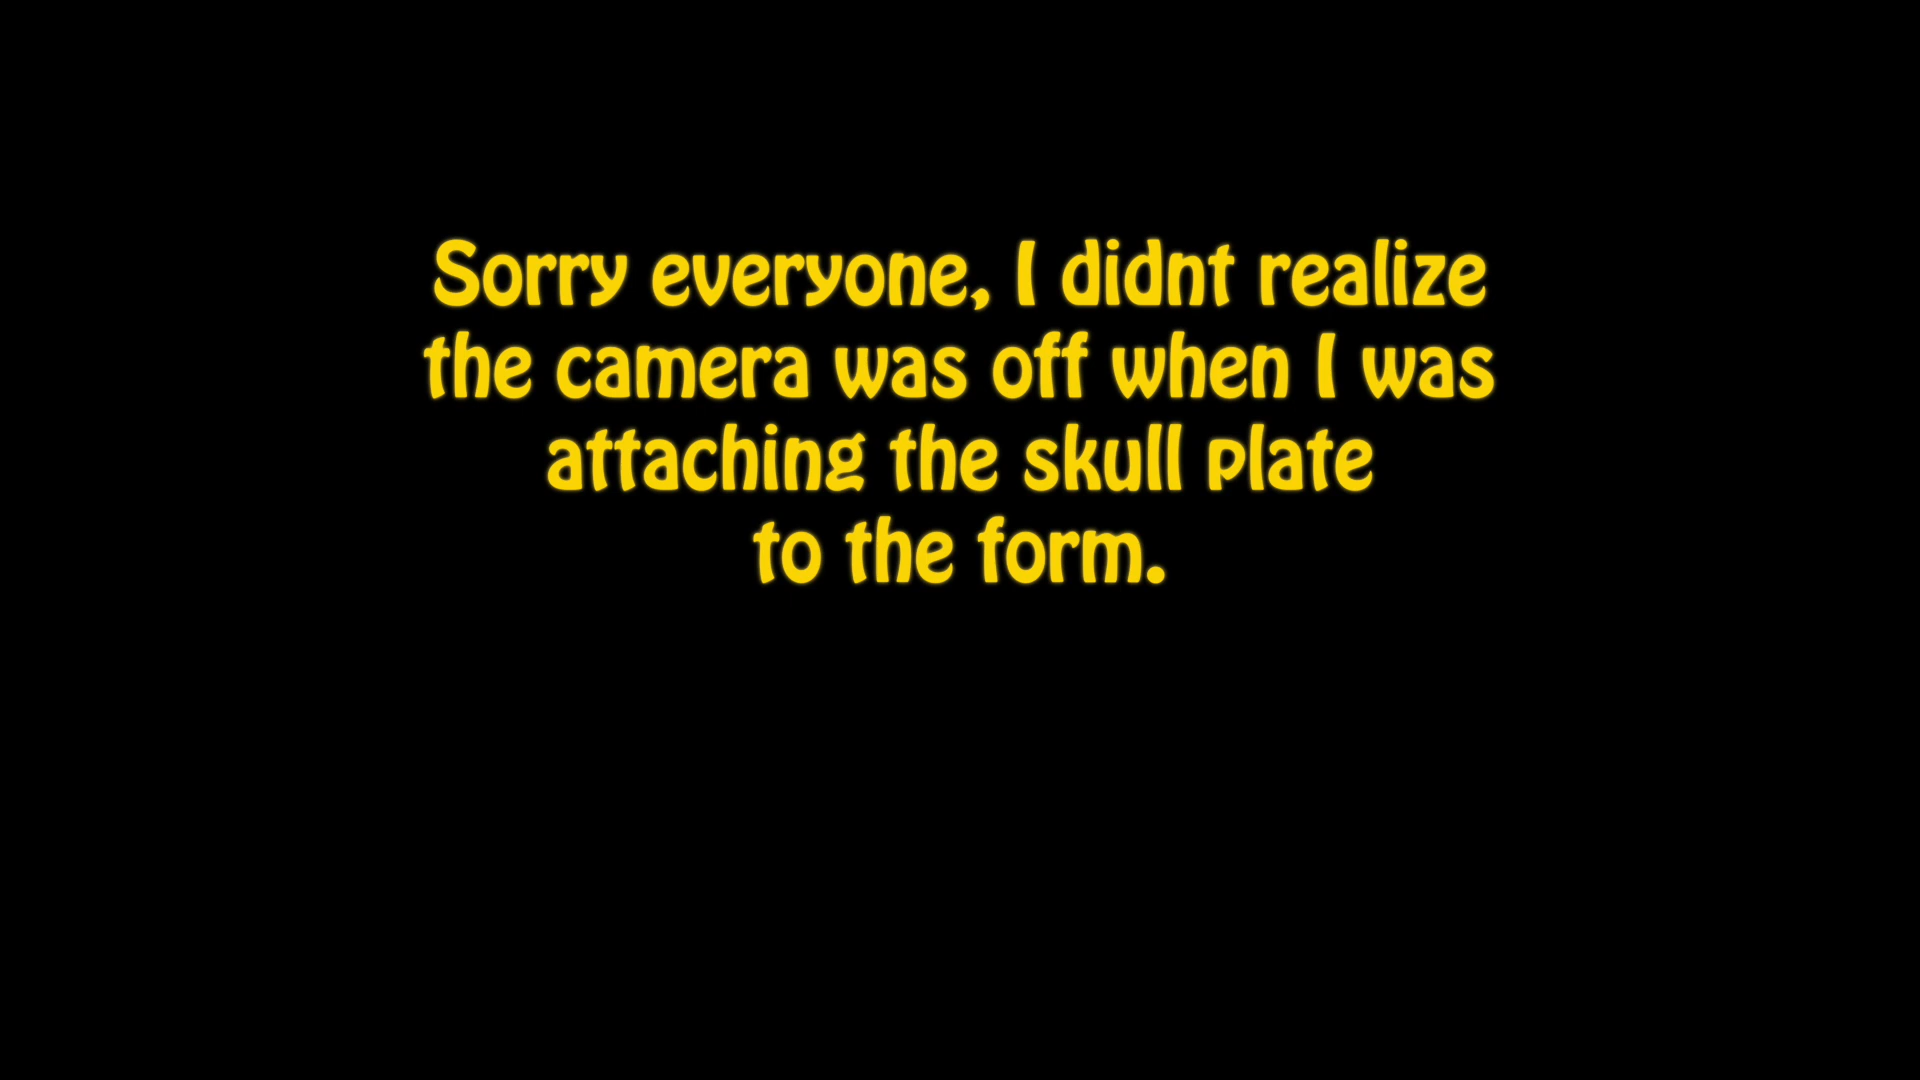 Sorry everyone, I didnt realize
the camera was off when I was
attaching the skull plate
to the form.